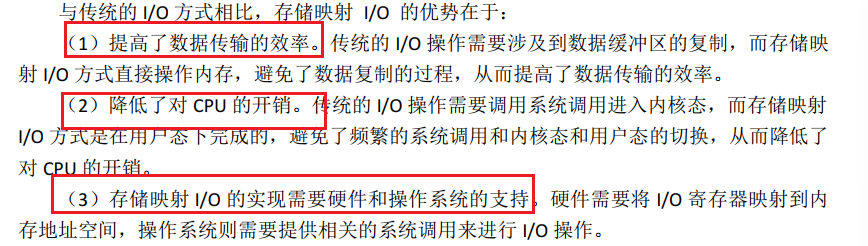 与传统的 I/O 方式相比，存储映射 I/O 的优势在于：
（1）提高了数据传输的效率。传统的 I/O 操作需要涉及到数据缓冲区的复制，而存储映
射 I/O 方式直接操作内存，避免了数据复制的过程，从而提高了数据传输的效率。
（2）降低了对 CPU 的开销。传统的 I/O 操作需要调用系统调用进入内核态，而存储映射
I/O 方式是在用户态下完成的，避免了频繁的系统调用和内核态和用户态的切换，从而降低了
对 CPU 的开销。
（3）存储映射 I/O 的实现需要硬件和操作系统的支持。硬件需要将 I/O 寄存器映射到内
存地址空间，操作系统则需要提供相关的系统调用来进行 I/O 操作。